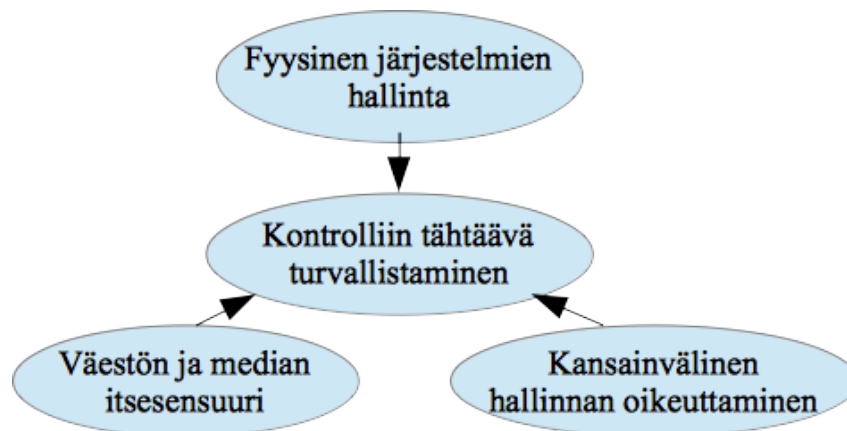 Fyysinen järjestelmien
hallinta
Kontrolliin tähtäävä
turvallistaminen
Väestön ja median
itsesensuuri
Kansainvälinen
hallinnan oikeuttaminen